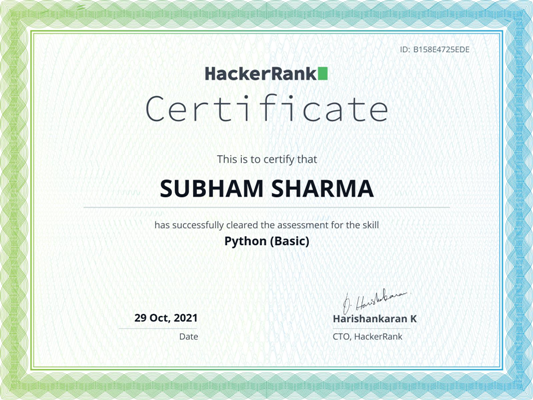 ID: B158E4725EDE
HackerRank
Certificate
This is to certify that
SUBHAM SHARMA
has successfully cleared the assessment for the skill
Python (Basic)
29 Oct, 2021
Date
Harishankaran K
CTO, HackerRank